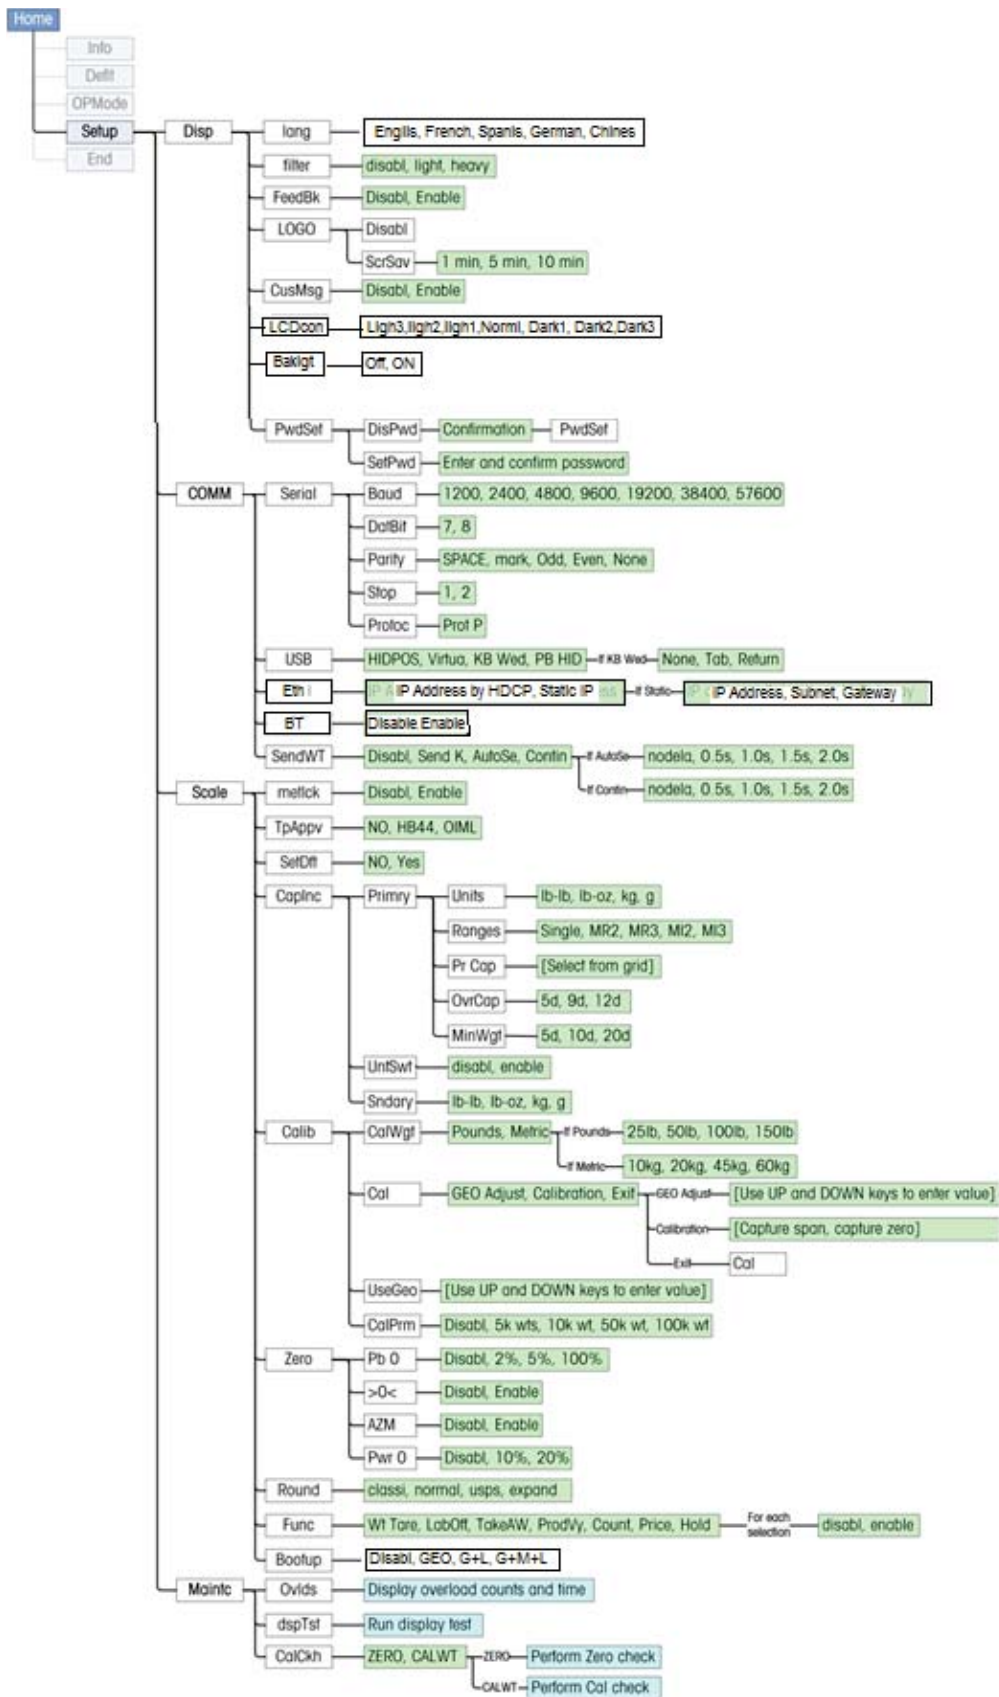 Home
Info
Deflt
OPMode
Setup Disp lang Englis, French, Spanis, German, Chines
End
filter disabl, light, heavy
FeedBk Disabl, Enable
LOGO Disabl
ScrSav 1 min, 5 min, 10 min
CusMsg Disabl, Enable
LCDcon Ligh3,ligh2,ligh1,Norml, Dark1, Dark2,Dark3
Baklgt Off, ON
PwdSet DisPwd Confirmation PwdSet
SetPwd Enter and confirm password
COMM Serial Baud 1200, 2400, 4800, 9600, 19200, 38400, 57600
DatBit 7, 8
Parity SPACE, mark, Odd, Even, None
Stop 1, 2
Protoc Prot P
USB HIDPOS, Virtua, KB Wed, PB HID If KB Wed None, Tab, Return
Eth IP Address by HDCP, Static IP If Static IP Address, Subnet, Gateway
BT Disable Enable
SendWT Disabl, Send K, AutoSe, Contin If AutoSe nodela, 0.5s, 1.0s, 1.5s, 2.0s
If Contin nodela, 0.5s, 1.0s, 1.5s, 2.0s
Scale metlck Disabl, Enable
TpAppv NO, HB44, OIML
SetDft NO, Yes
CapInc Primry Units lb-lb, lb-oz, kg, g
Ranges Single, MR2, MR3, MI2, MI3
Pr Cap [Select from grid]
OvrCap 5d, 9d, 12d
MinWgt 5d, 10d, 20d
UntSwt disabl, enable
Sndary lb-lb, lb-oz, kg, g
Calib CalWgt Pounds, Metric If Pounds 25lb, 50lb, 100lb, 150lb
If Metric 10kg, 20kg, 45kg, 60kg
Cal GEO Adjust, Calibration, Exit GEO Adjust [Use UP and DOWN keys to enter value]
Calibration [Capture span, capture zero]
Exit Cal
UseGeo [Use UP and DOWN keys to enter value]
CalPrm Disabl, 5k wts, 10k wt, 50k wt, 100k wt
Zero Pb 0 Disabl, 2%, 5%, 100%
>0< Disabl, Enable
AZM Disabl, Enable
Pwr 0 Disabl, 10%, 20%
Round classi, normal, usps, expand
Func Wt Tare, LabOff, TakeAW, ProdVy, Count, Price, Hold For each selection disabl, enable
Bootup Disabl, GEO, G+L, G+M+L
Maintc Ovlds Display overload counts and time
dspTst Run display test
CalCkh ZERO, CALWT ZERO Perform Zero check
CALWT Perform Cal check